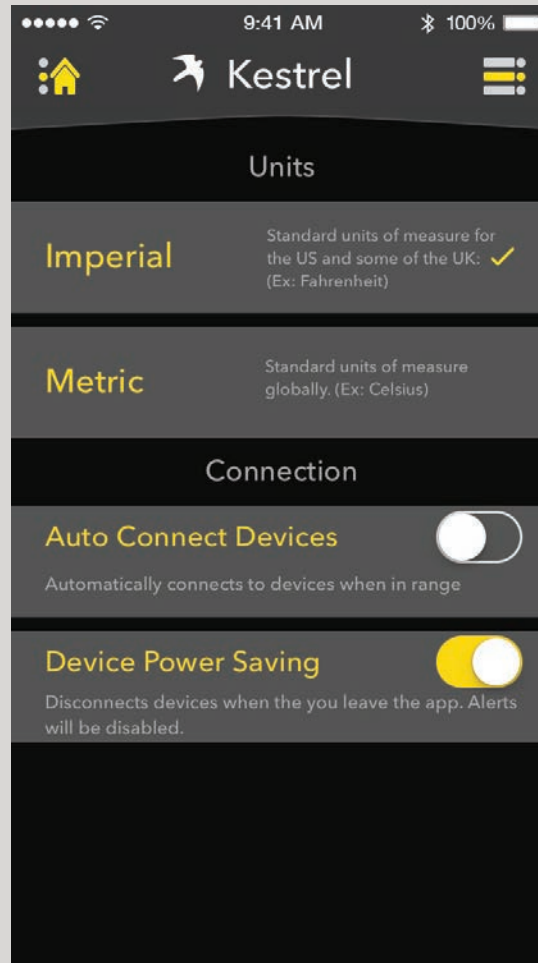 9:41 AM
100%
Kestrel
Units
Imperial
Standard units of measure for
the US and some of the UK:
(Ex: Fahrenheit)
Metric
Standard units of measure
globally. (Ex: Celsius)
Connection
Auto Connect Devices
Automatically connects to devices when in range
Device Power Saving
Disconnects devices when the you leave the app. Alerts
will be disabled.